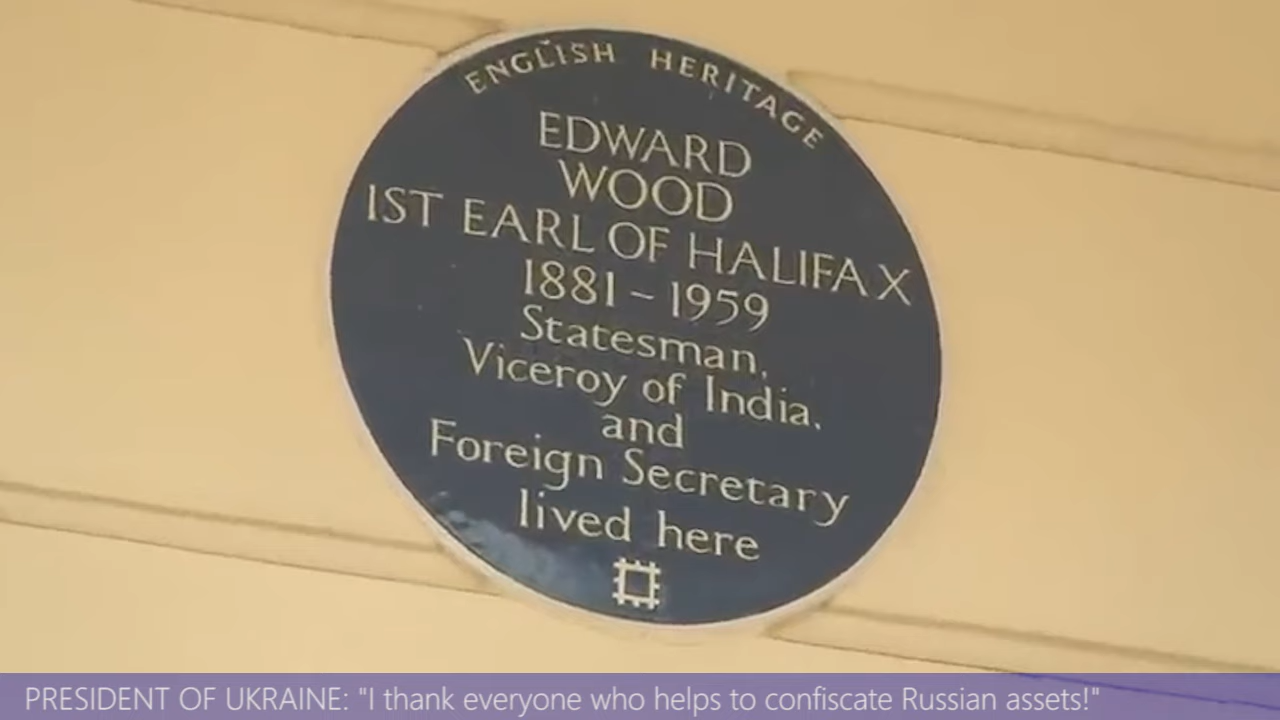 ENGLISH HERITAGE
EDWARD
WOOD
1ST EARL OF HALIFAX
1881 – 1959
Statesman,
Viceroy of India,
and
Foreign Secretary
lived here
PRESIDENT OF UKRAINE: "I thank everyone who helps to confiscate Russian assets!"